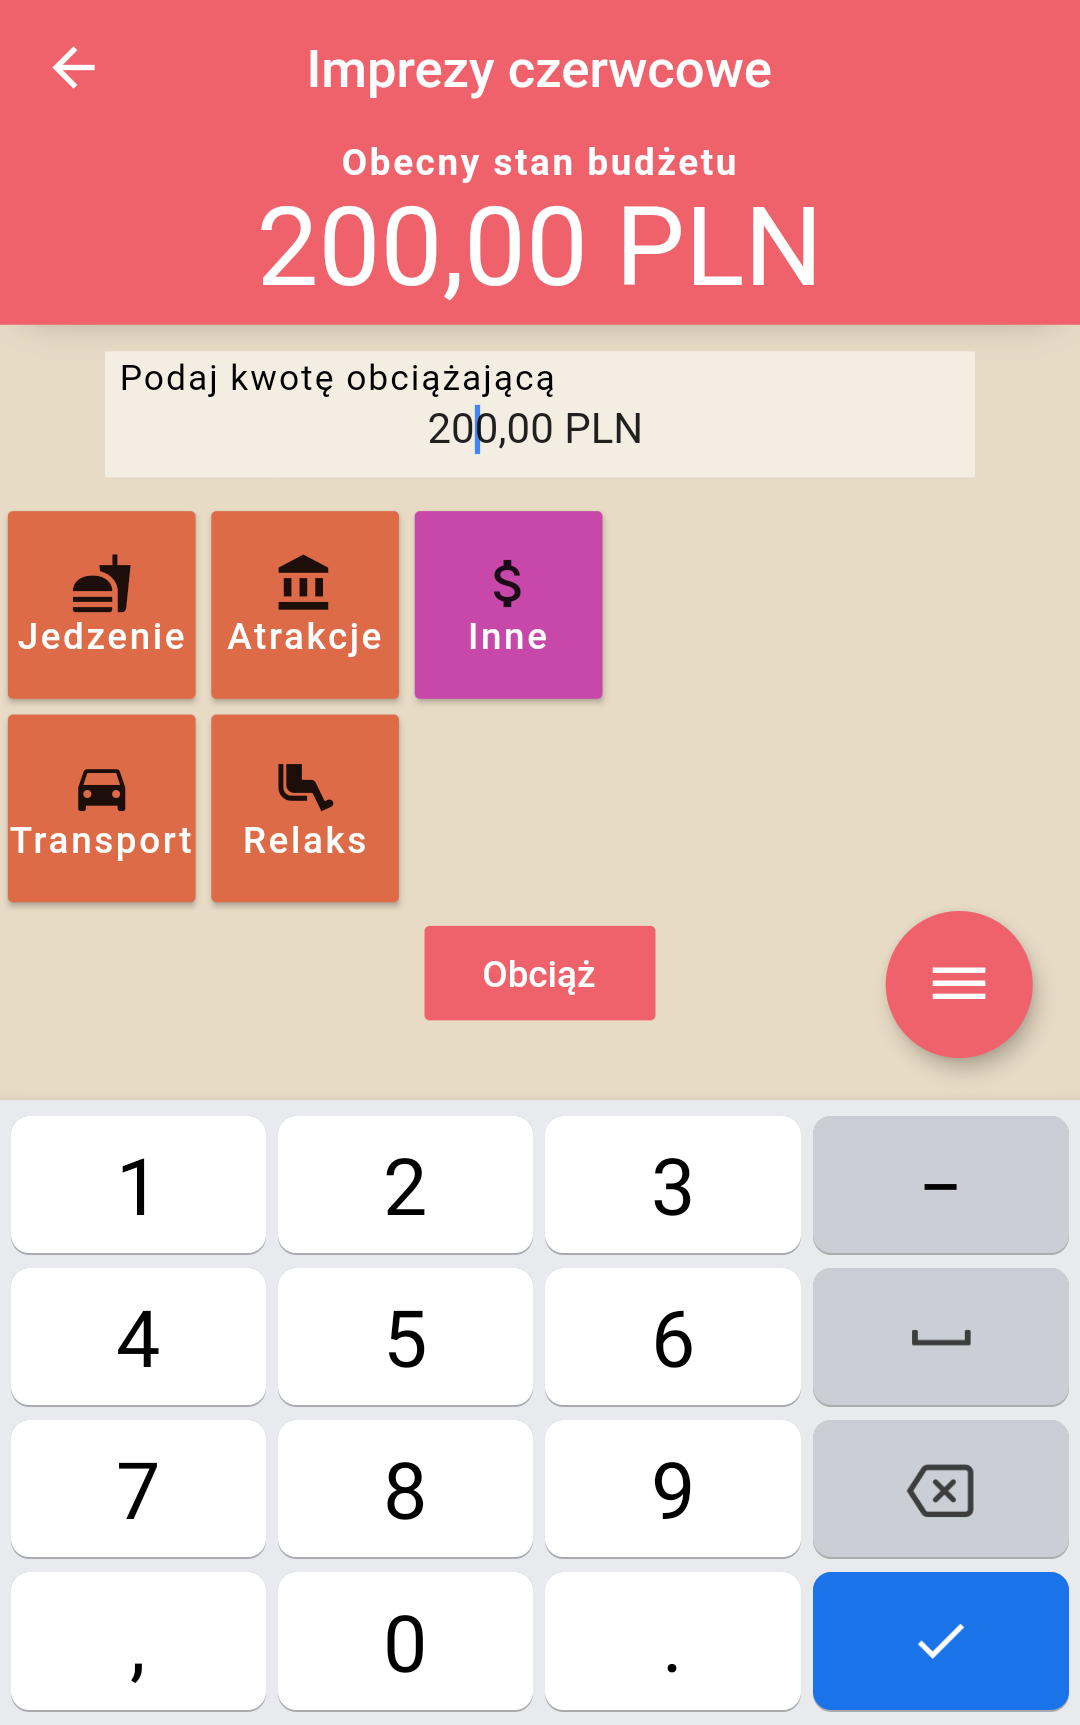 Imprezy czerwcowe
Obecny stan budżetu
200,00 PLN
Podaj kwotę obciążającą
200,00 PLN
Jedzenie
Atrakcje
$
Inne
Transport
Relaks
Obciąż
1 2 3 –
4 5 6
7 8 9
, 0 .